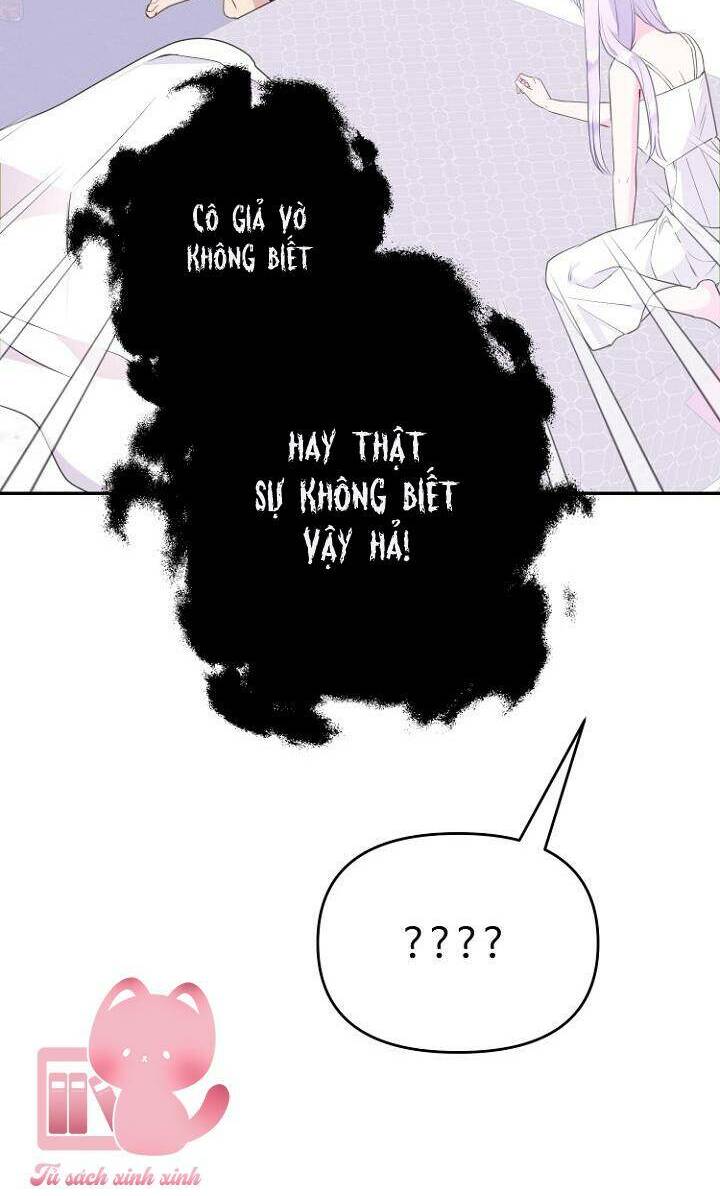 CÔ GIẢ VỜ
KHÔNG BIẾT
HAY THẬT
SỰ KHÔNG BIẾT
VẬY HẢ!
????
Tủ sách xinh xinh